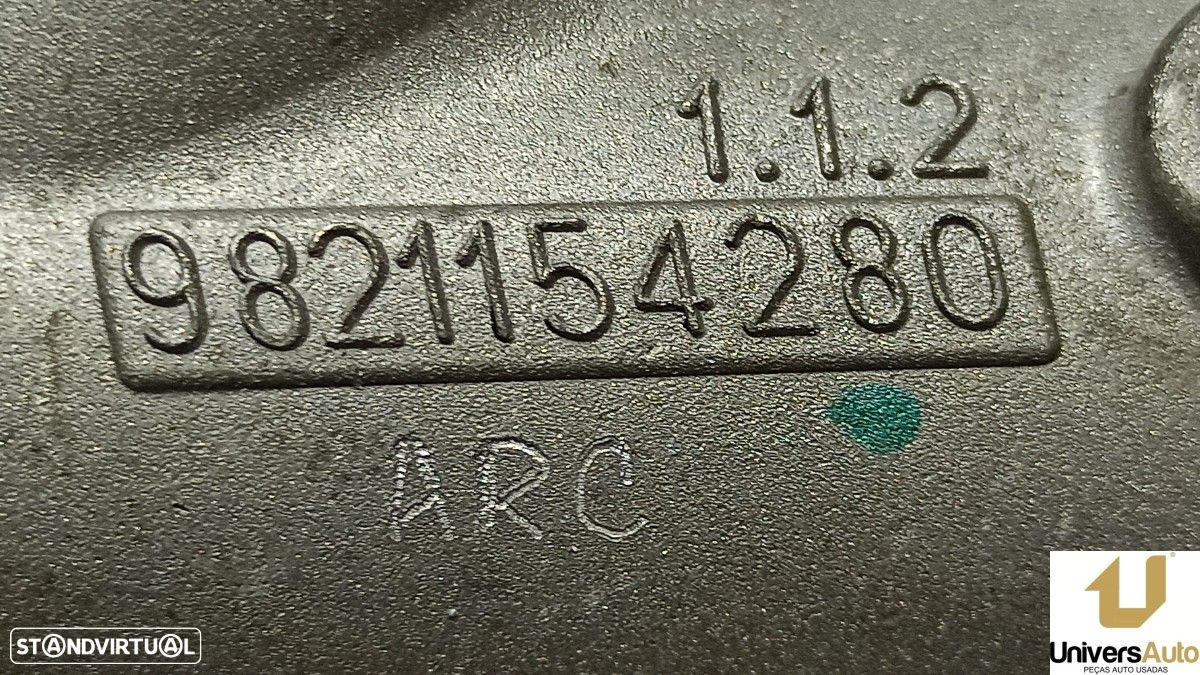 1.1.2
9821154280
ARC
STANDVIRTUAL
UniversAuto
PEÇAS AUTO USADAS